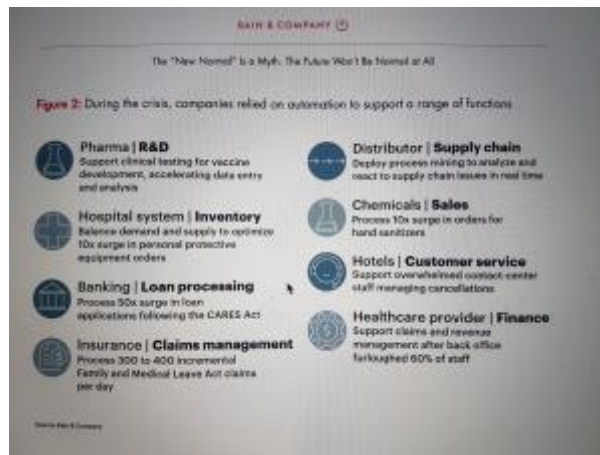 BAIN & COMPANY
The "New Normal" Is a Myth. The Future Won't Be Normal at All
Figure 2: During the crisis, companies relied on automation to support a range of functions
Pharma | R&D
Support clinical testing for vaccine
development, accelerating data entry
and analysis
Hospital system | Inventory
Balance demand and supply to optimize
10x surge in personal protective
equipment orders
Banking | Loan processing
Process 50x surge in loan
applications following the CARES Act
Insurance | Claims management
Process 300 to 400 incremental
Family and Medical Leave Act claims
per day
Distributor | Supply chain
Deploy process mining to analyze and
react to supply chain issues in real time
Chemicals | Sales
Process 10x surge in orders for
hand sanitizers
Hotels | Customer service
Support overwhelmed contact-center
staff managing cancellations
Healthcare provider | Finance
Support claims and revenue
management after back office
furloughed 60% of staff
Source: Bain & Company